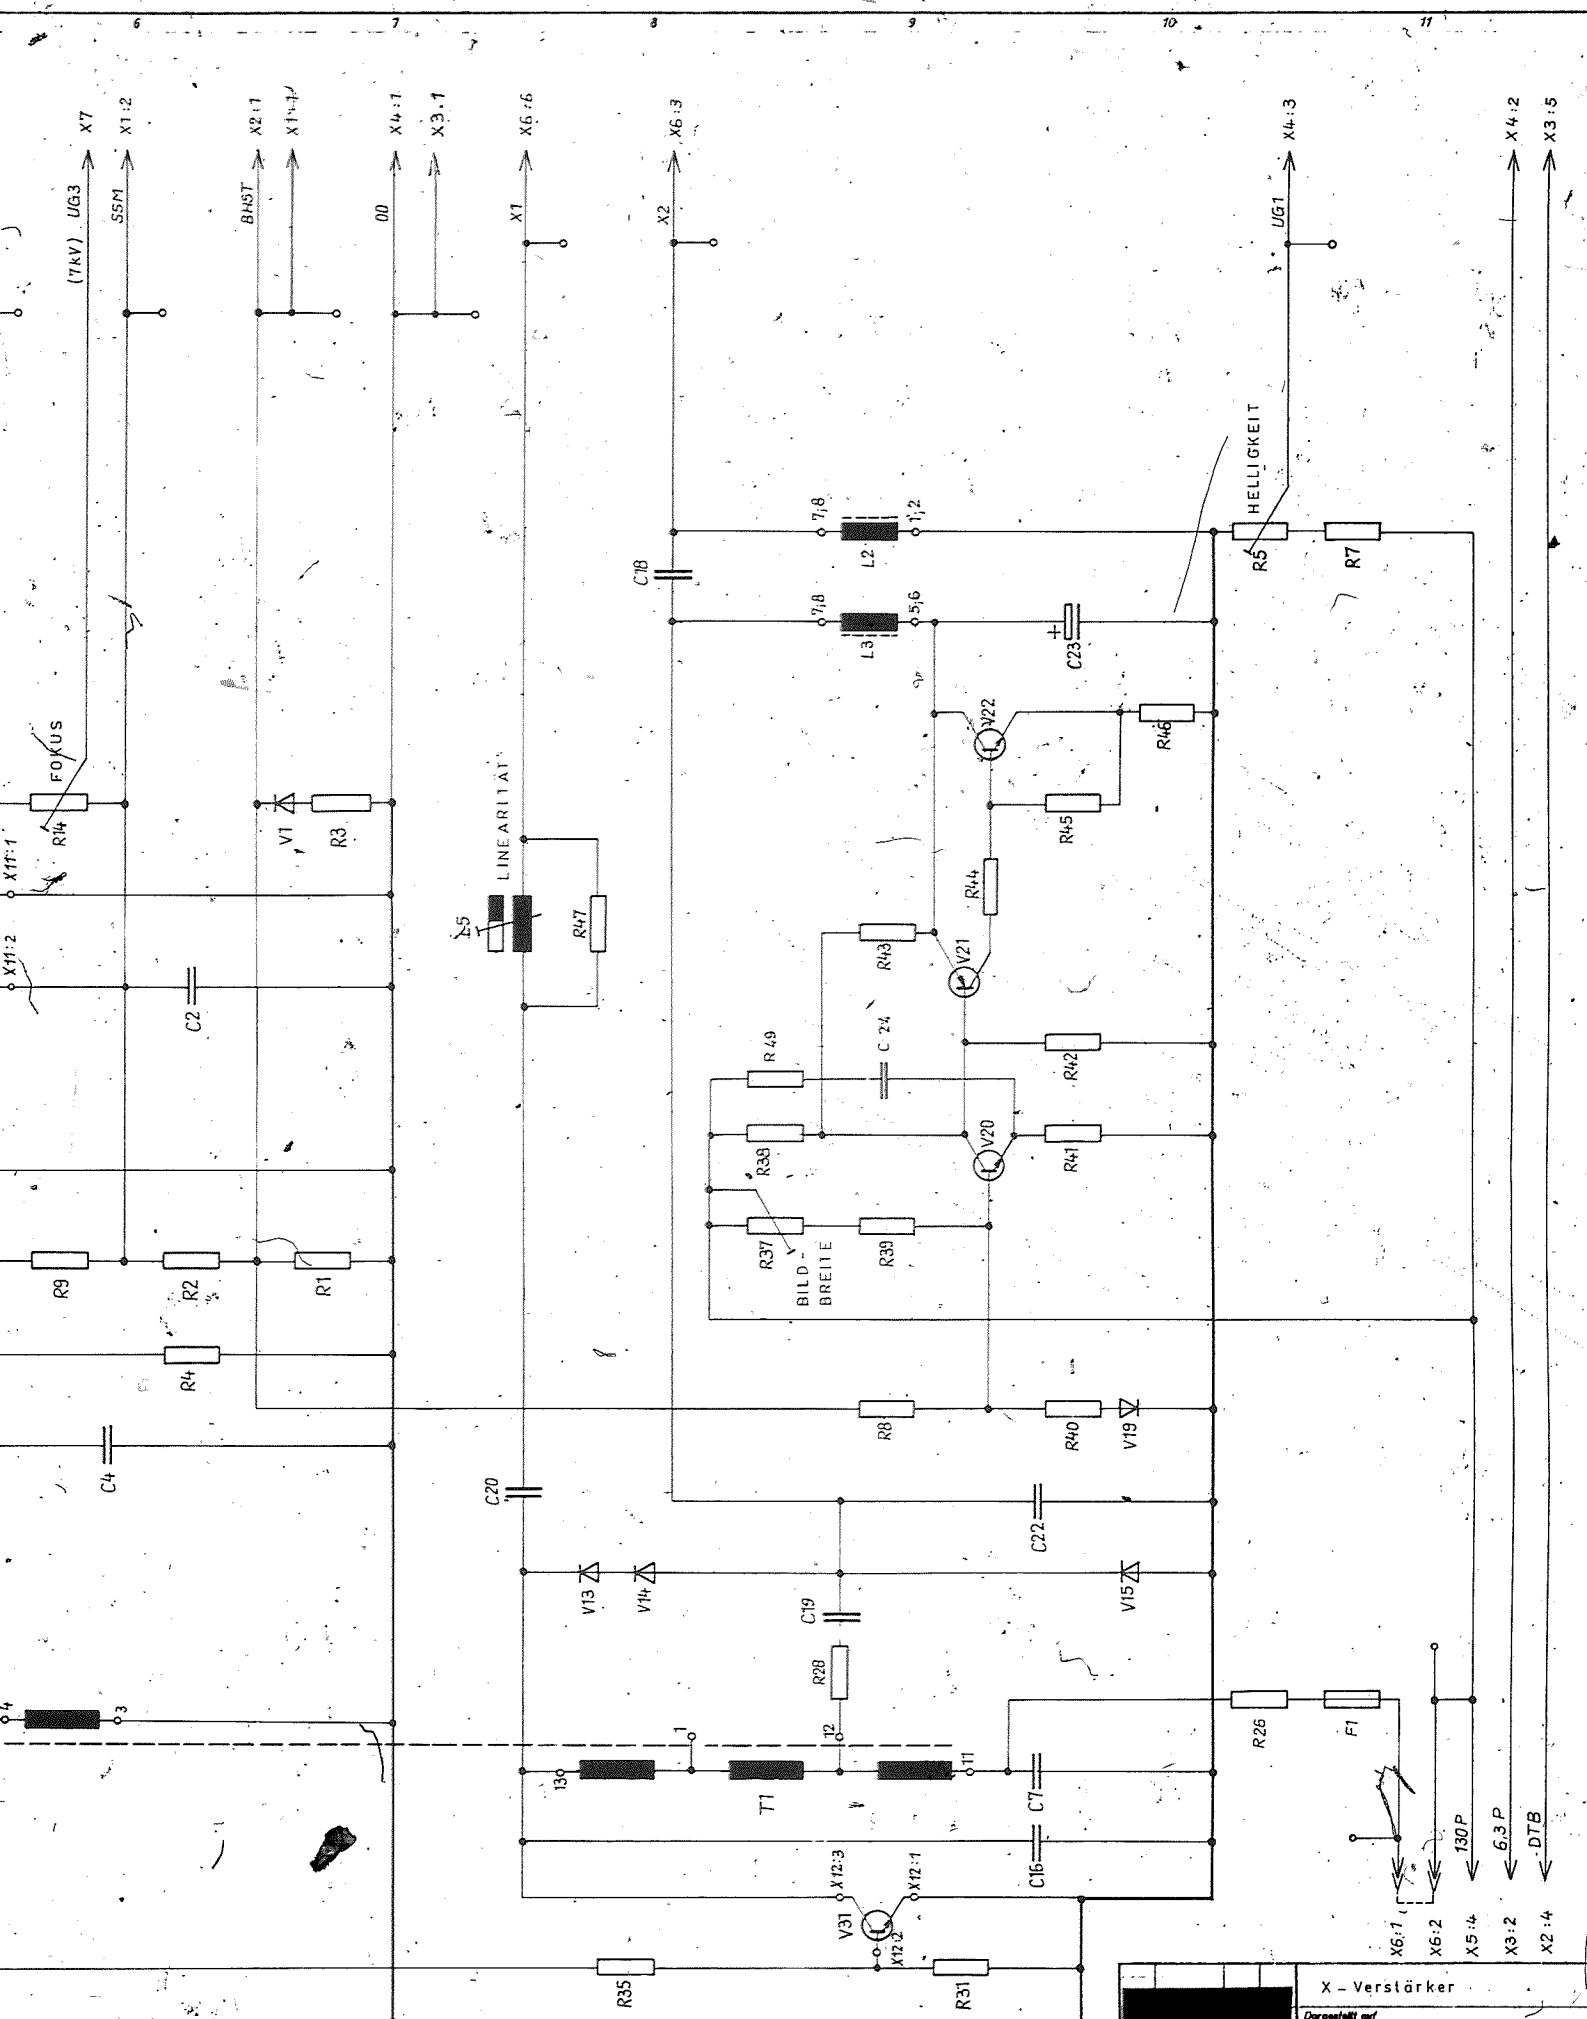 6
7
8
9
10
11
X7
X1:2
X2:1
X1:1
X4:1
X3.1
X6:6
X6:3
X4:3
X4:2
X3:5
(7kV) UG3
SSM
BHST
OD
X1
X2
UG1
HELLIGKEIT
7;8
1;2
L2
R5
R7
C18
7;8
5;6
L3
+
C23
FOKUS
V22
R46
R14
V1
R3
LINEARITÄT
R45
X11:1
R44
L5
R47
R43
V21
X11:2
C2
R49
C 24
R42
R38
V20
R41
R9
R2
R1
R37
R39
BILD-
BREITE
R4
R8
R40
V19
C4
C20
C22
V13
V14
C19
V15
R28
4
3
1
12
R26
F1
13
11
T1
C7
130P
6,3P
DTB
X12:3
X12:1
C16
V31
X12:2
X6:1
X6:2
X5:4
X3:2
X2:4
R35
R31
X - Verstärker
Dargestellt auf